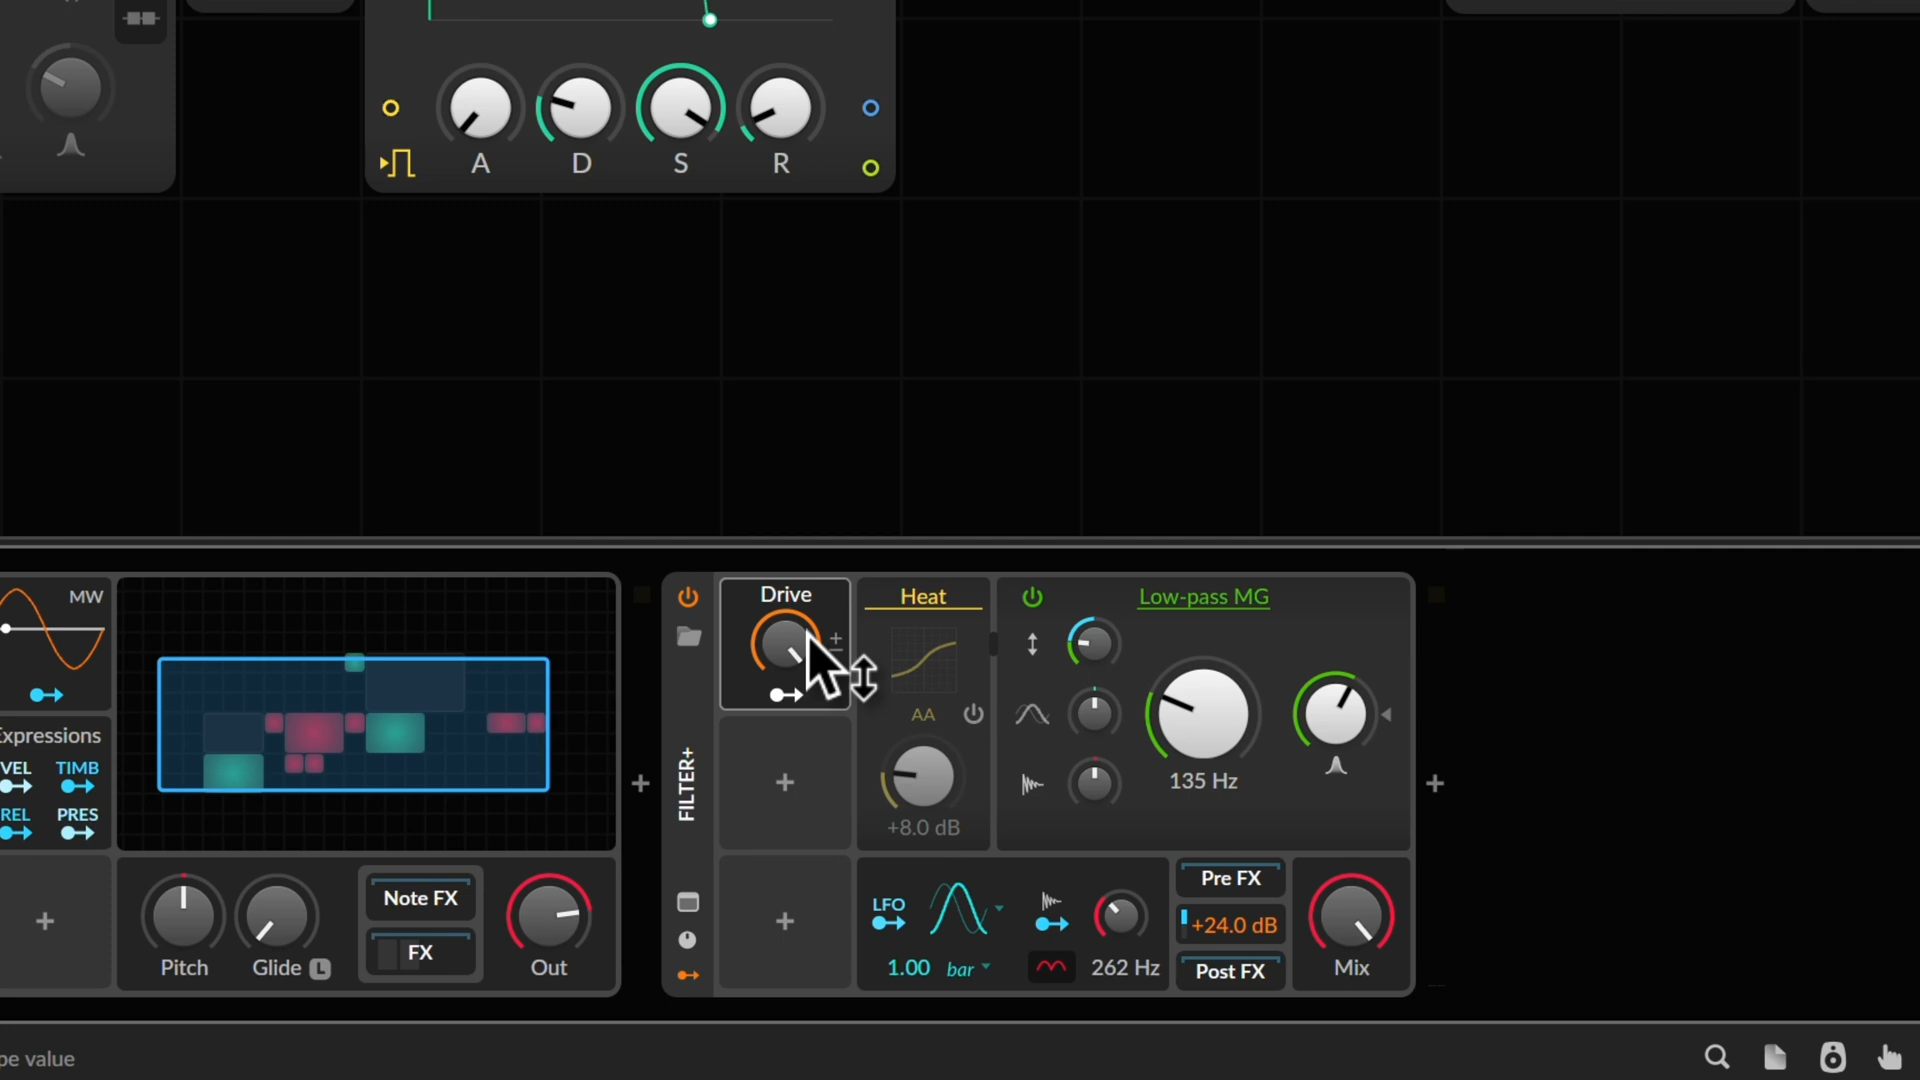 A D S R
MW
Expressions
VEL TIMB
REL PRES
Pitch
Glide L
Note FX
FX
Out
FILTER+
Drive
Heat
AA
+8.0 dB
Low-pass MG
135 Hz
LFO
1.00 bar
262 Hz
Pre FX
+24.0 dB
Post FX
Mix
pe value